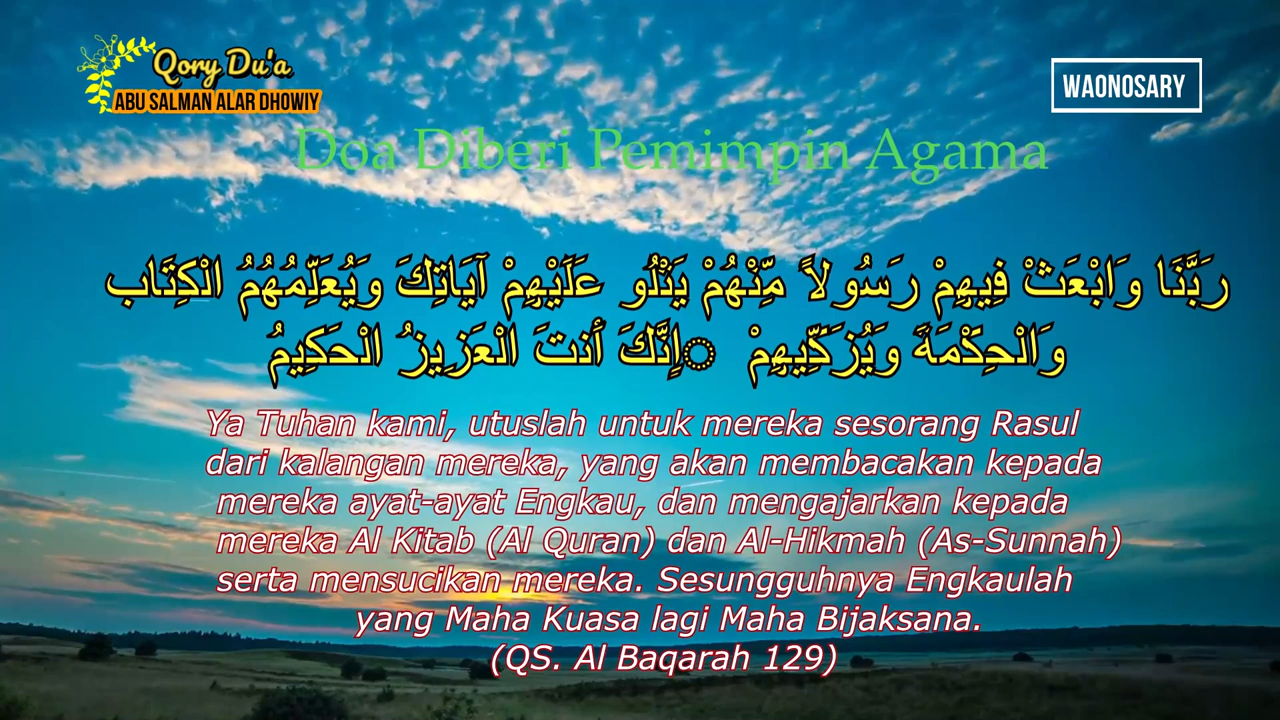 Qory Du'a
ABU SALMAN ALAR DHOWIY
WAONOSARY
Doa Diberi Pemimpin Agama
رَبَّنَا وَابْعَثْ فِيهِمْ رَسُولاً مِّنْهُمْ يَتْلُو عَلَيْهِمْ آيَاتِكَ وَيُعَلِّمُهُمُ الْكِتَاب
وَالْحِكْمَةَ وَيُزَكِّيهِمْ ۚ إِنَّكَ أَنتَ الْعَزِيزُ الْحَكِيمُ
Ya Tuhan kami, utuslah untuk mereka sesorang Rasul
dari kalangan mereka, yang akan membacakan kepada
mereka ayat-ayat Engkau, dan mengajarkan kepada
mereka Al Kitab (Al Quran) dan Al-Hikmah (As-Sunnah)
serta mensucikan mereka. Sesungguhnya Engkaulah
yang Maha Kuasa lagi Maha Bijaksana.
(QS. Al Baqarah 129)